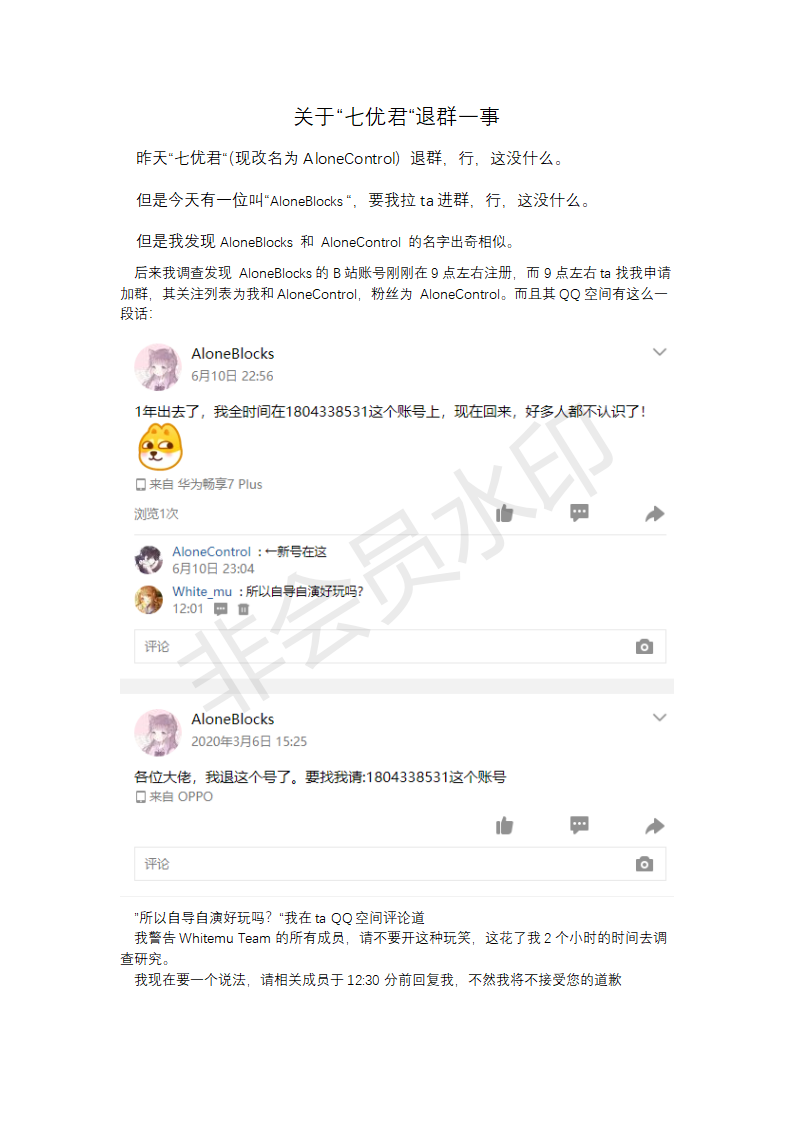 关于“七优君“退群一事
昨天“七优君“（现改名为 AloneControl） 退群，行，这没什么。
但是今天有一位叫“AloneBlocks “，要我拉 ta 进群，行，这没什么。
但是我发现 AloneBlocks 和 AloneControl 的名字出奇相似。
后来我调查发现 AloneBlocks 的 B 站账号刚刚在 9 点左右注册，而 9 点左右 ta 找我申请
加群，其关注列表为我和 AloneControl，粉丝为 AloneControl。而且其 QQ 空间有这么一
段话：
AloneBlocks
6月10日 22:56
1年出去了，我全时间在1804338531这个账号上，现在回来，好多人都不认识了！
来自 华为畅享7 Plus
浏览1次
AloneControl ：←新号在这
6月10日 23:04
White_mu ：所以自导自演好玩吗?
12:01
评论
AloneBlocks
2020年3月6日 15:25
各位大佬，我退这个号了。要找我请:1804338531这个账号
来自 OPPO
评论
”所以自导自演好玩吗？“我在 ta QQ 空间评论道
我警告 Whitemu Team 的所有成员，请不要开这种玩笑，这花了我 2 个小时的时间去调
查研究。
我现在要一个说法，请相关成员于 12:30 分前回复我，不然我将不接受您的道歉
非会员水印